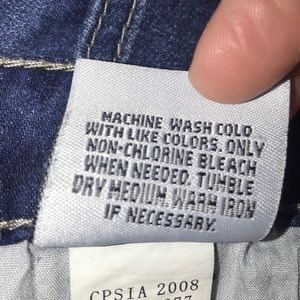 MACHINE WASH COLD
WITH LIKE COLORS. ONLY
NON-CHLORINE BLEACH
WHEN NEEDED. TUMBLE
DRY MEDIUM. WARM IRON
IF NECESSARY.
CPSIA 2008